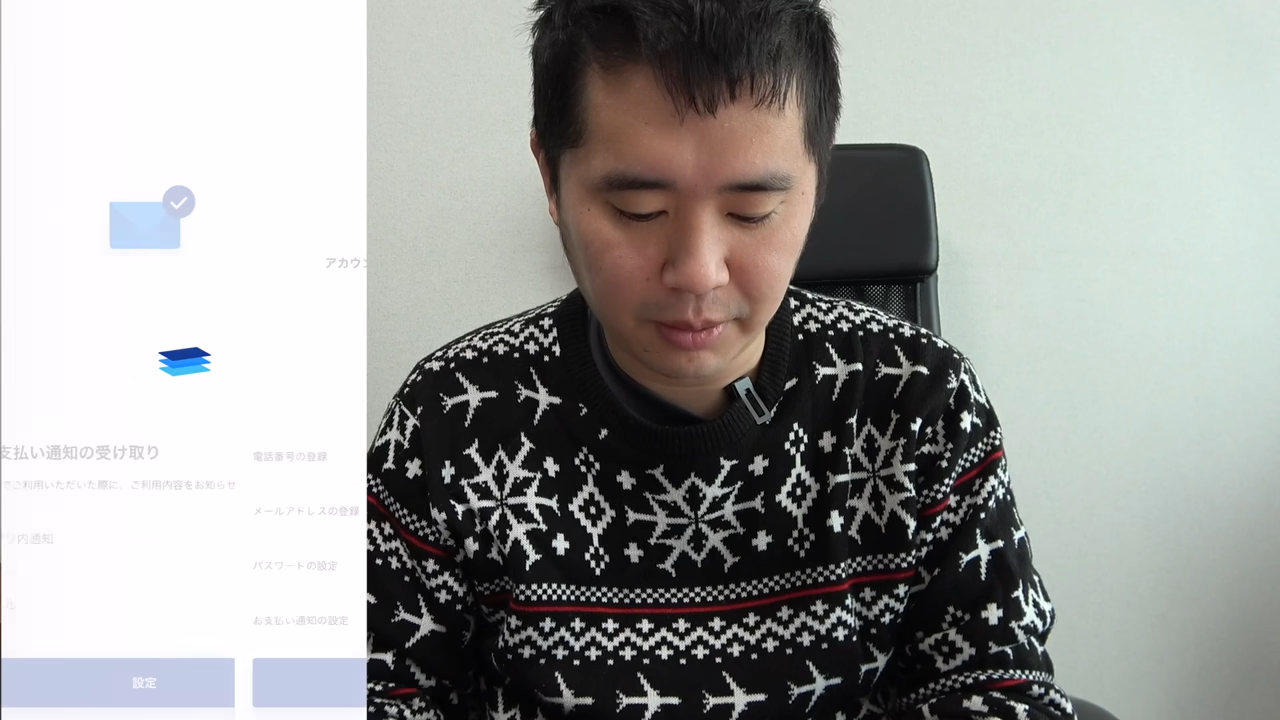 アカウン
支払い通知の受け取り
でご利用いただいた際に、ご利用内容をお知らせ
内通知
ル
設定
電話番号の登録
メールアドレスの登録
パスワードの設定
お支払い通知の設定